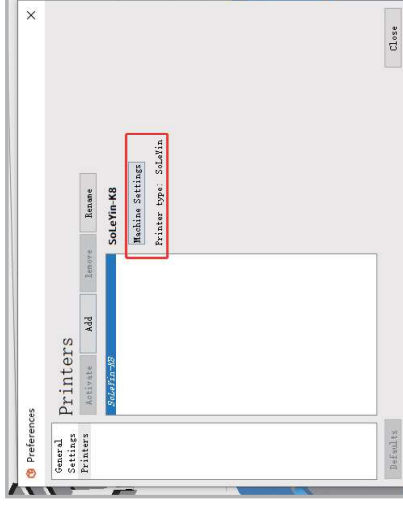 Preferences
General
Settings
Printers
Printers
Activate Add Remove Rename
SoLeYin-K8
SoLeYin-K8
Machine Settings
Printer type: SoLeYin
Defaults Close